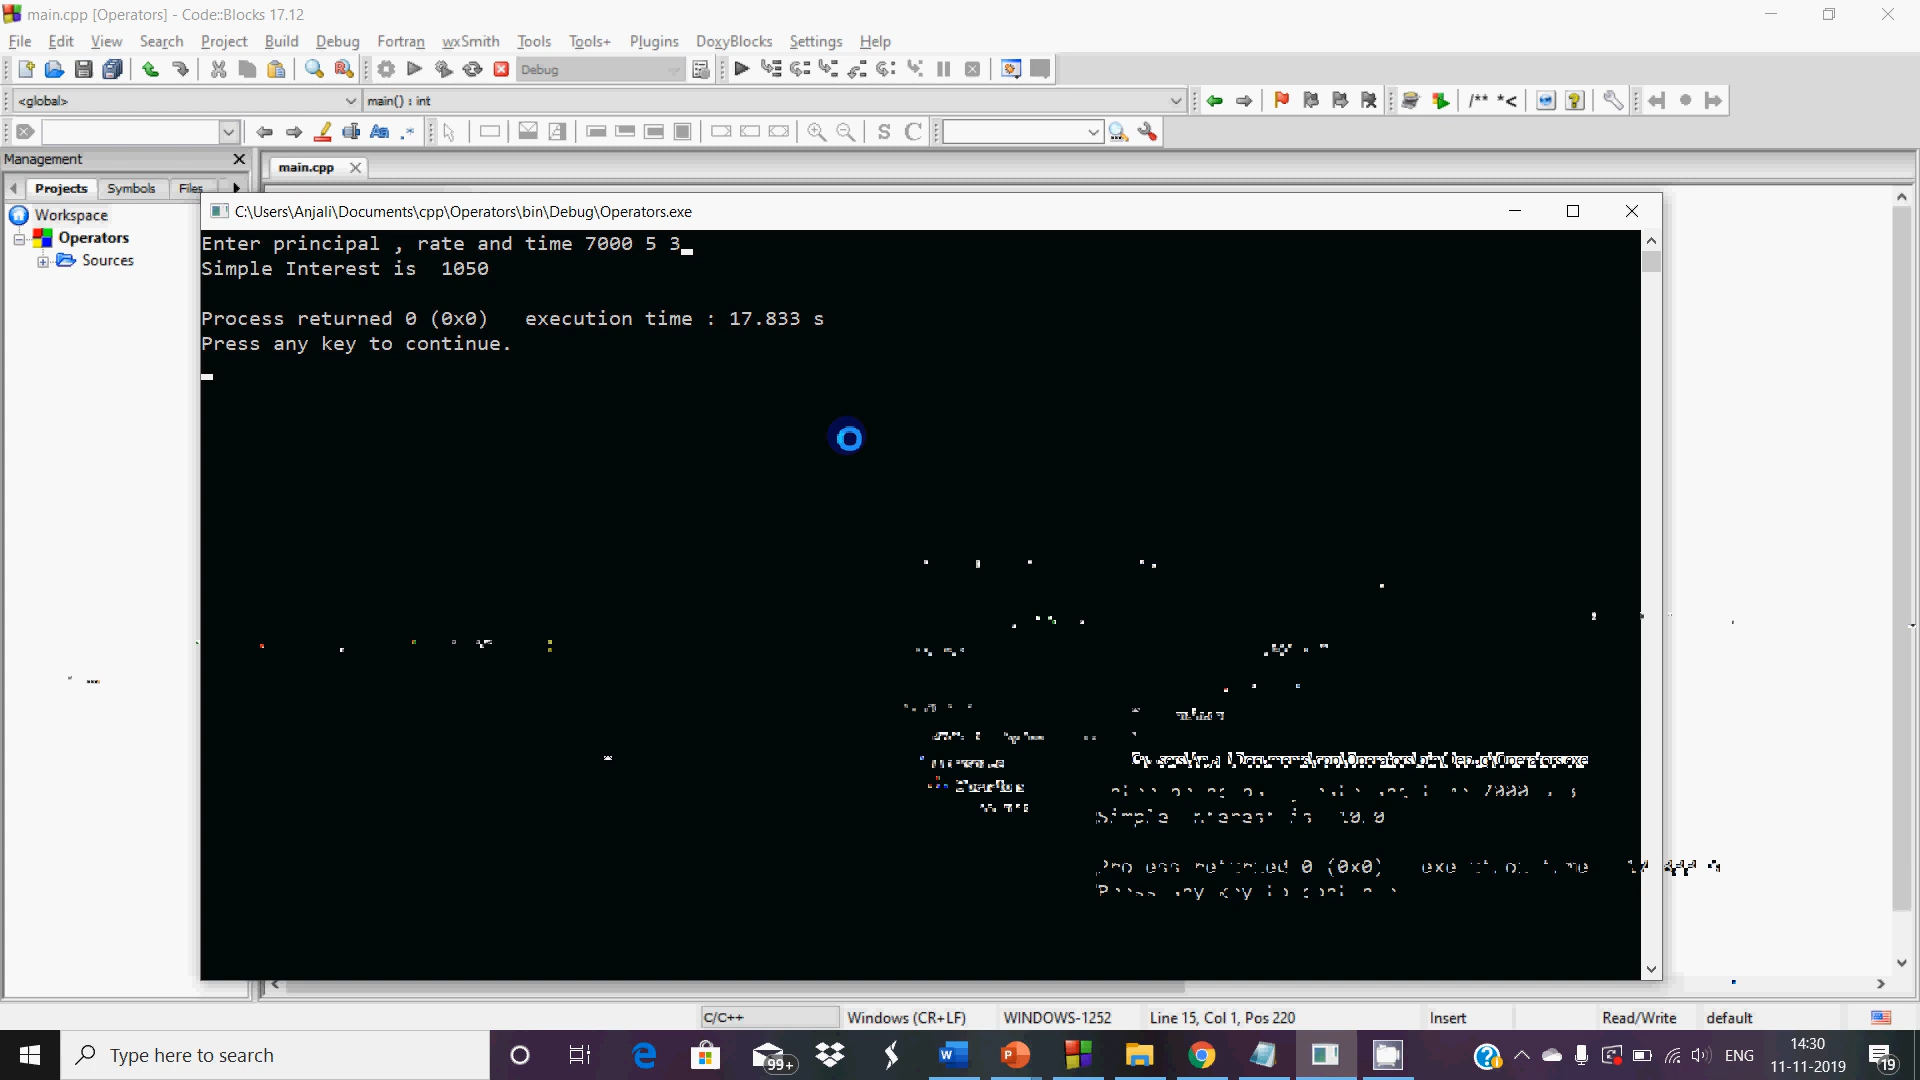 main.cpp [Operators] - Code::Blocks 17.12
File Edit View Search Project Build Debug Fortran wxSmith Tools Tools+ Plugins DoxyBlocks Settings Help
Debug
<global> main() : int /** *<
Aa .* S C
Management main.cpp
Projects Symbols Files
Workspace
Operators
Sources
C:\Users\Anjali\Documents\cpp\Operators\bin\Debug\Operators.exe
Enter principal , rate and time 7000 5 3
Simple Interest is  1050
Process returned 0 (0x0)   execution time : 17.833 s
Press any key to continue.
C/C++ Windows (CR+LF) WINDOWS-1252 Line 15, Col 1, Pos 220 Insert Read/Write default
Type here to search 99+ ENG 14:30
11-11-2019 19